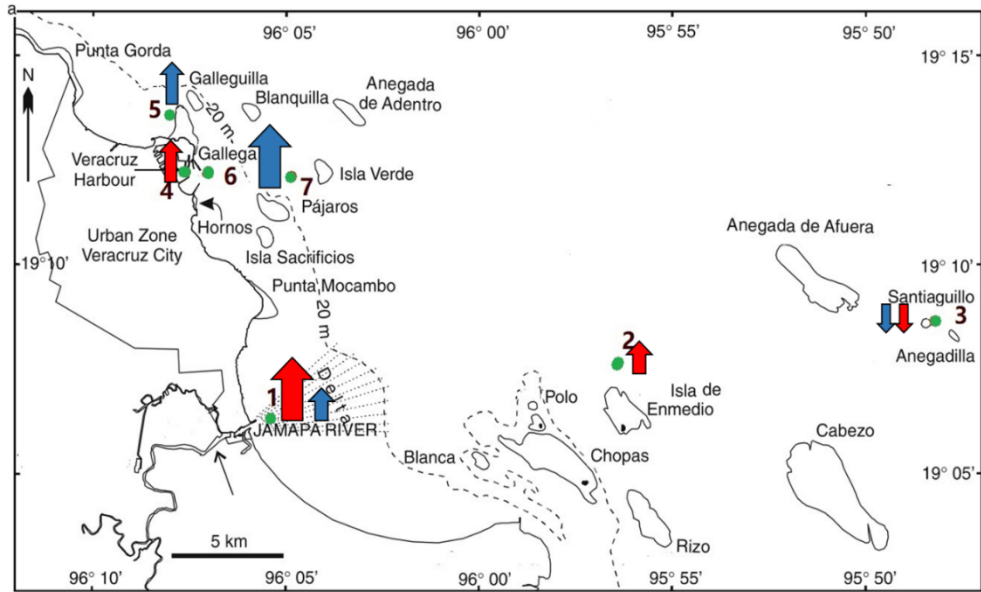 a
96° 10'
96° 05'
96° 00'
95° 55'
95° 50'
19° 15'
Punta Gorda
N
Galleguilla
Blanquilla
Anegada
de Adentro
20 m
5
Veracruz
Harbour
Gallega
4
6
7
Isla Verde
Pájaros
Hornos
Urban Zone
Veracruz City
Isla Sacrificios
Anegada de Afuera
19° 10'
19° 10'
Punta Mocambo
20 m
Santiaguillo
3
Anegadilla
2
Delta
1
JAMAPA RIVER
Polo
Isla de
Enmedio
Blanca
Chopas
Cabezo
19° 05'
Rizo
5 km
96° 10'
96° 05'
96° 00'
95° 55'
95° 50'